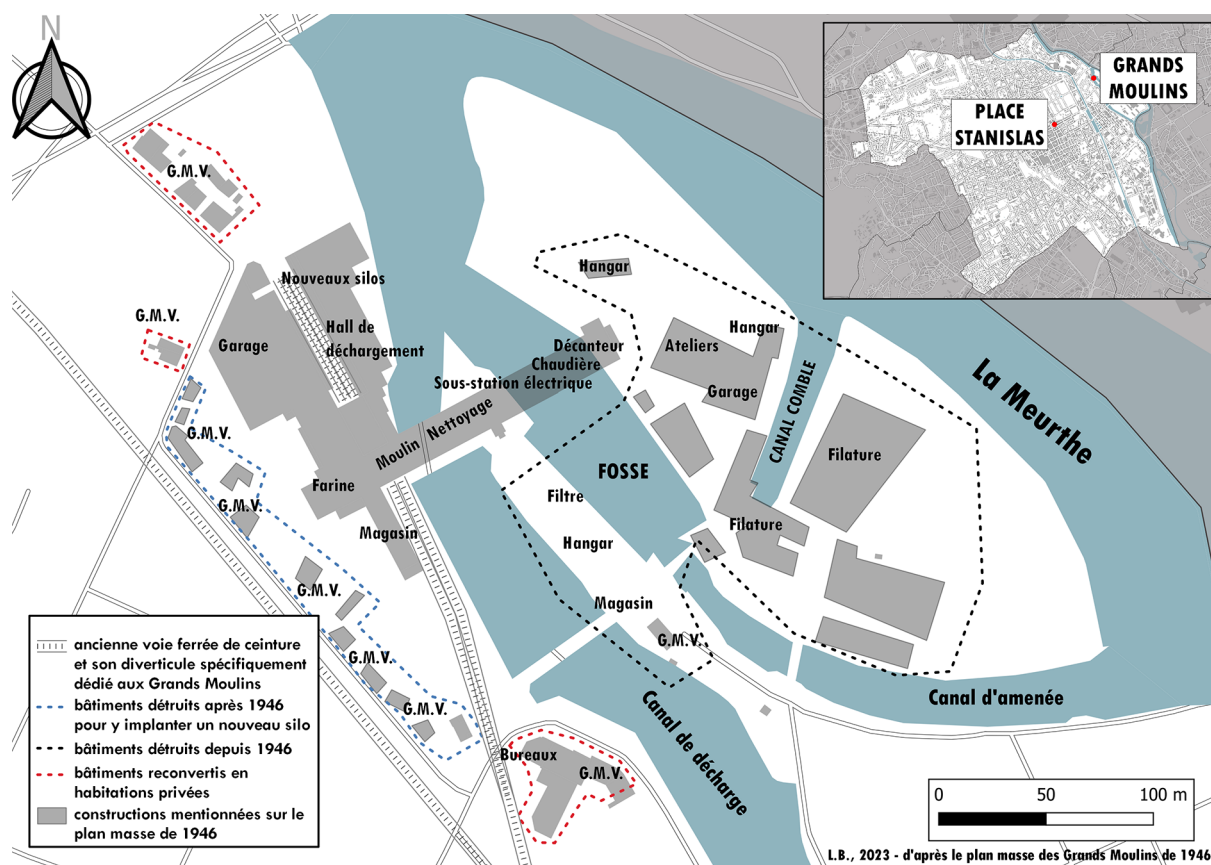 N
GRANDS
MOULINS
PLACE
STANISLAS
G.M.V.
Hangar
Nouveaux silos
G.M.V.
Hall de
déchargement
Garage
Hangar
Décanteur
Ateliers
Chaudière
Sous-station électrique
Garage
La Meurthe
CANAL COMBLE
Nettoyage
Moulin
G.M.V.
Filature
FOSSE
Farine
Filtre
G.M.V.
Magasin
Filature
Hangar
G.M.V.
Magasin
G.M.V.
G.M.V.
Canal d'amenée
G.M.V.
Canal de décharge
Bureaux
G.M.V.
ancienne voie ferrée de ceinture
et son diverticule spécifiquement
dédié aux Grands Moulins
bâtiments détruits après 1946
pour y implanter un nouveau silo
bâtiments détruits depuis 1946
bâtiments reconvertis en
habitations privées
constructions mentionnées sur le
plan masse de 1946
0 50 100 m
L.B., 2023 - d'après le plan masse des Grands Moulins de 1946